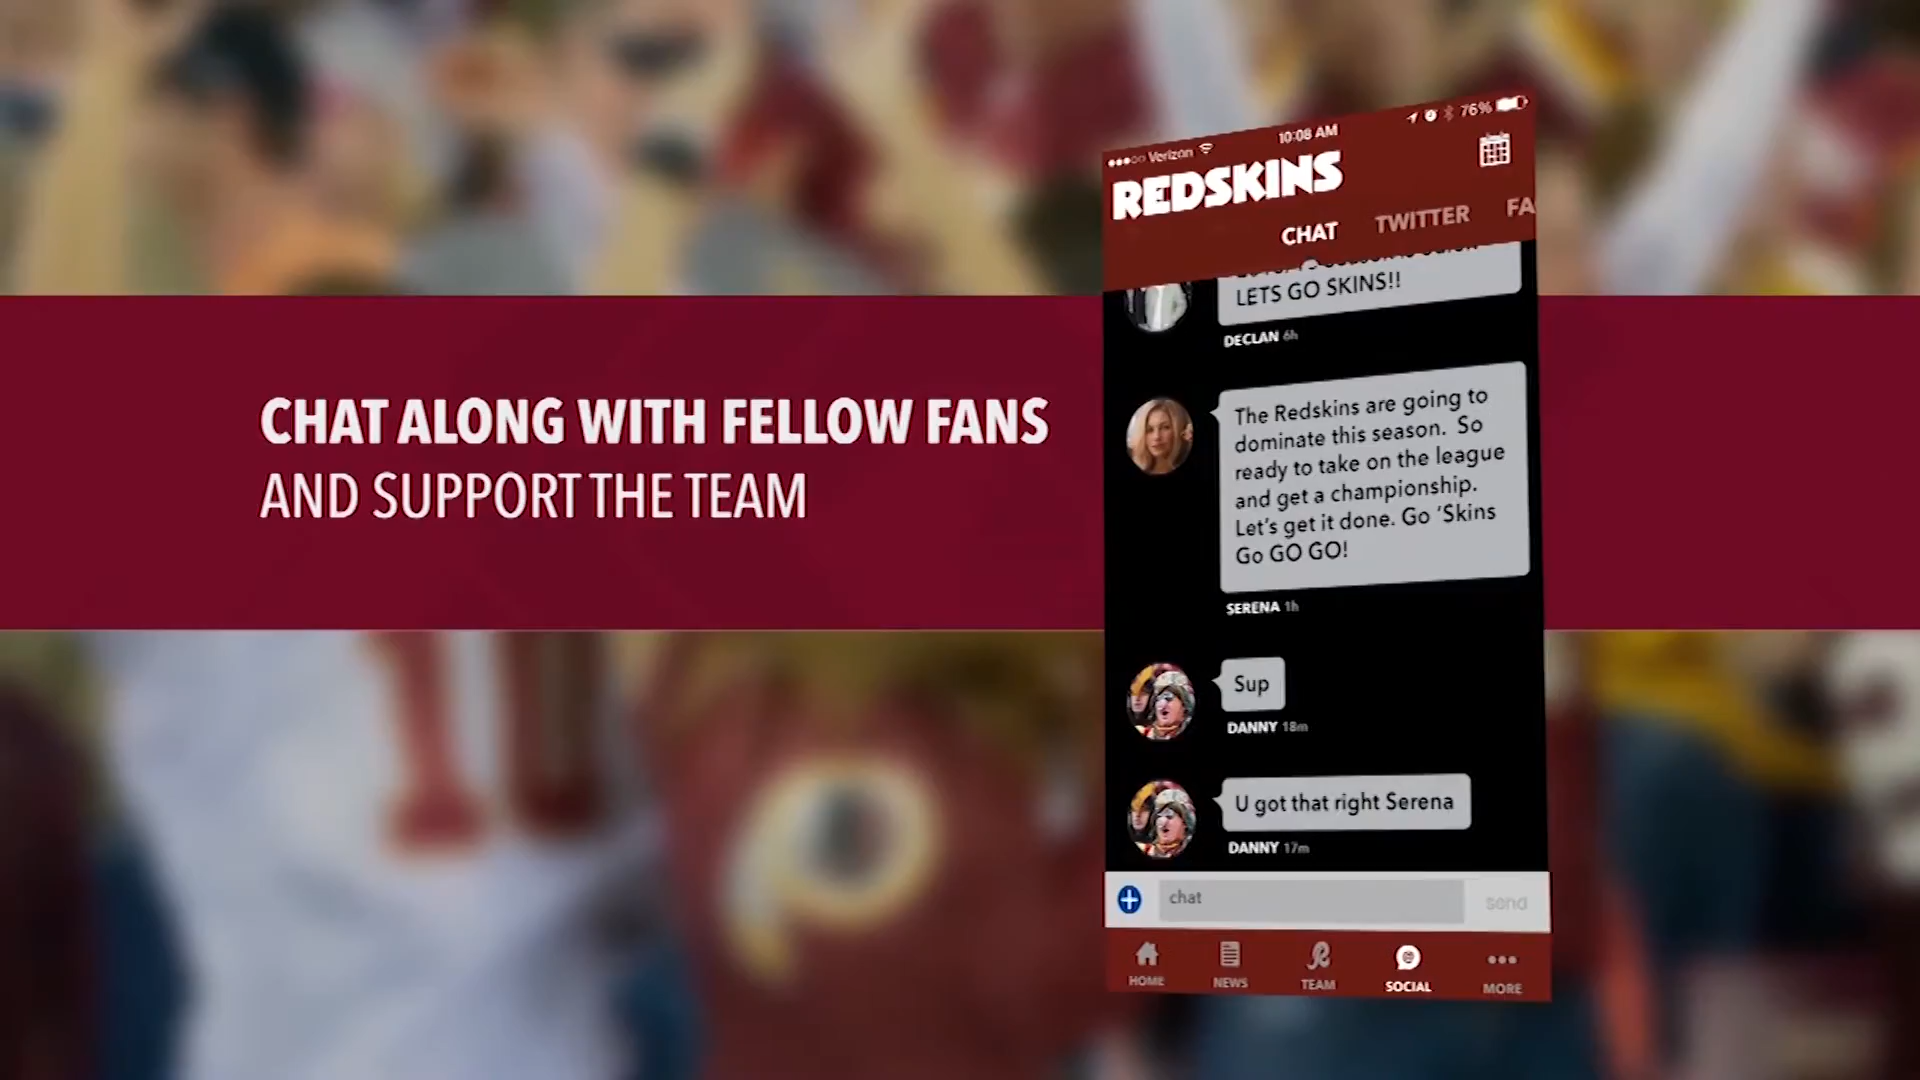 CHAT ALONG WITH FELLOW FANS
AND SUPPORT THE TEAM
Verizon
10:08 AM
76%
REDSKINS
CHAT
TWITTER
FA
LETS GO SKINS!!
DECLAN 6h
The Redskins are going to
dominate this season. So
ready to take on the league
and get a championship.
Let's get it done. Go 'Skins
Go GO GO!
SERENA 1h
Sup
DANNY 18m
U got that right Serena
DANNY 17m
chat
send
HOME
NEWS
TEAM
SOCIAL
MORE